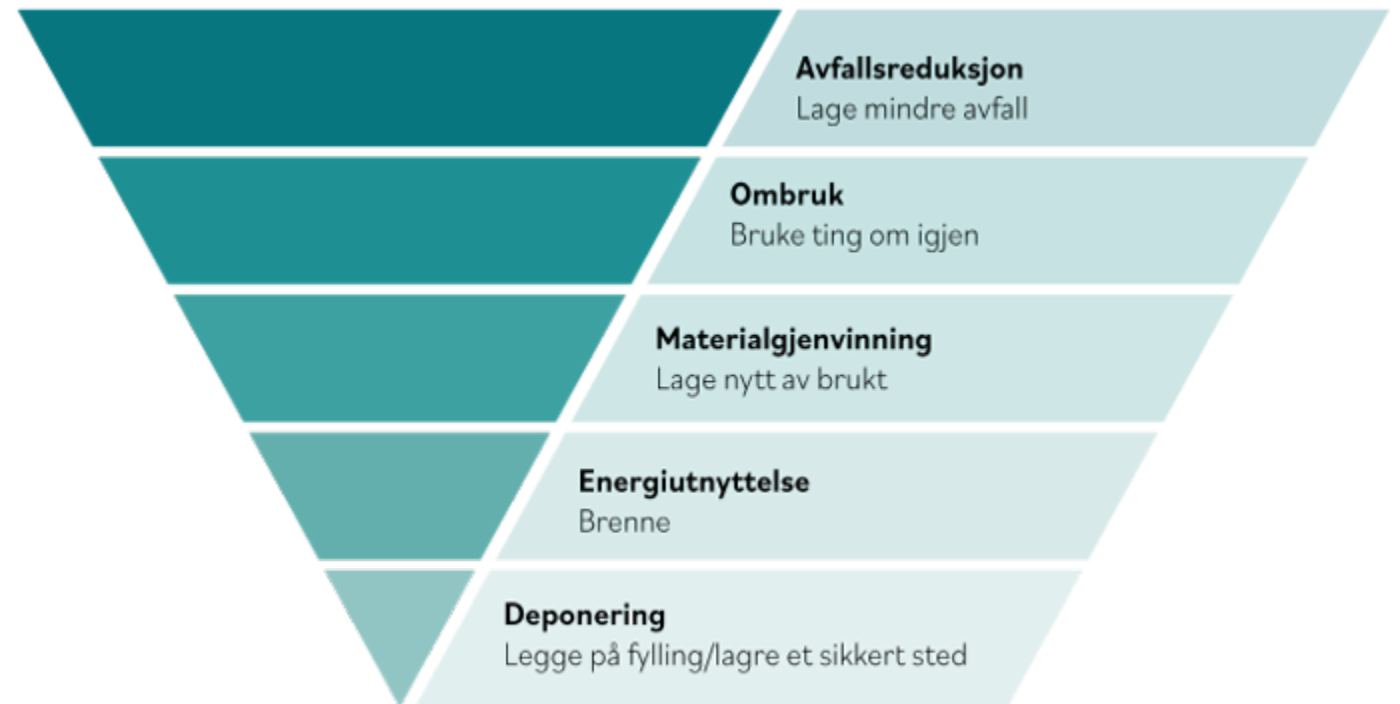 Avfallsreduksjon
Lage mindre avfall
Ombruk
Bruke ting om igjen
Materialgjenvinning
Lage nytt av brukt
Energiutnyttelse
Brenne
Deponering
Legge på fylling/lagre et sikkert sted